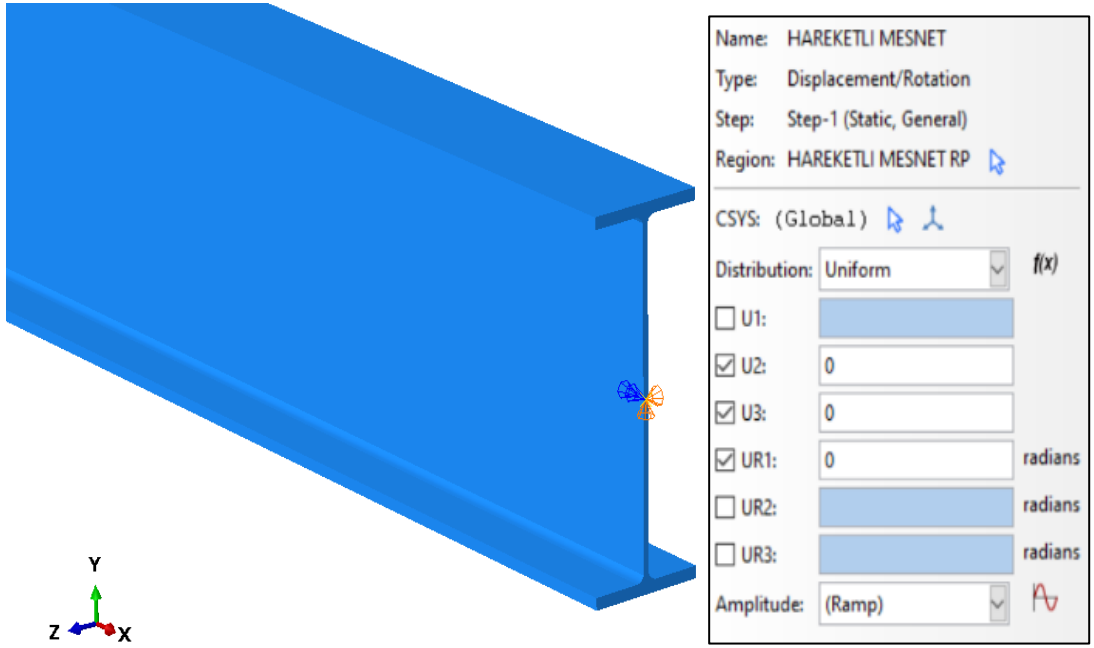 Name: HAREKETLI MESNET
Type: Displacement/Rotation
Step: Step-1 (Static, General)
Region: HAREKETLI MESNET RP
CSYS: (Global)
Distribution: Uniform f(x)
U1:
U2: 0
U3: 0
UR1: 0 radians
UR2: radians
UR3: radians
Amplitude: (Ramp)
Y
Z X